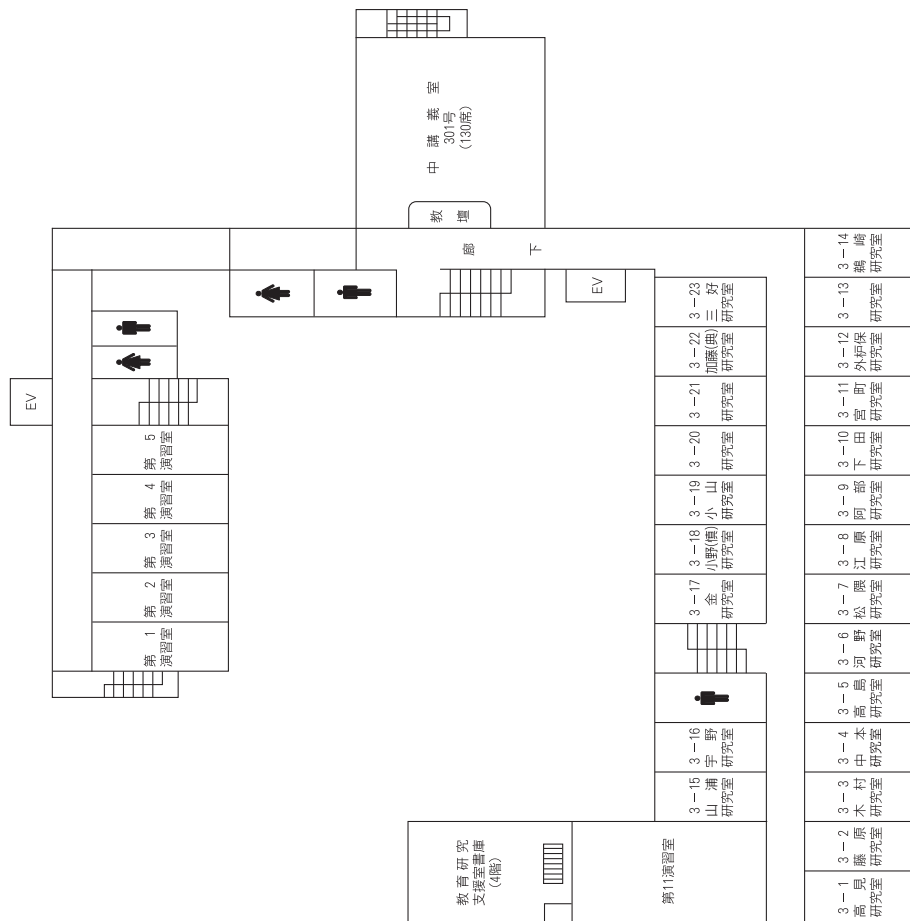 中講義室
301号
(130席)
教壇
廊下
EV
EV
第5
演習室
第4
演習室
第3
演習室
第2
演習室
第1
演習室
3－23
三好
研究室
3－22
加藤(典)
研究室
3－21
研究室
3－20
研究室
3－19
小山
研究室
3－18
小野(慎)
研究室
3－17
金
研究室
3－16
宇野
研究室
3－15
山浦
研究室
3－14
鵜崎
研究室
3－13
研究室
3－12
外枦保
研究室
3－11
宮町
研究室
3－10
下田
研究室
3－9
阿部
研究室
3－8
江原
研究室
3－7
松隈
研究室
3－6
河野
研究室
3－5
高島
研究室
3－4
中本
研究室
3－3
木村
研究室
3－2
藤原
研究室
3－1
高見
研究室
教育研究
支援室書庫
(4階)
第11演習室